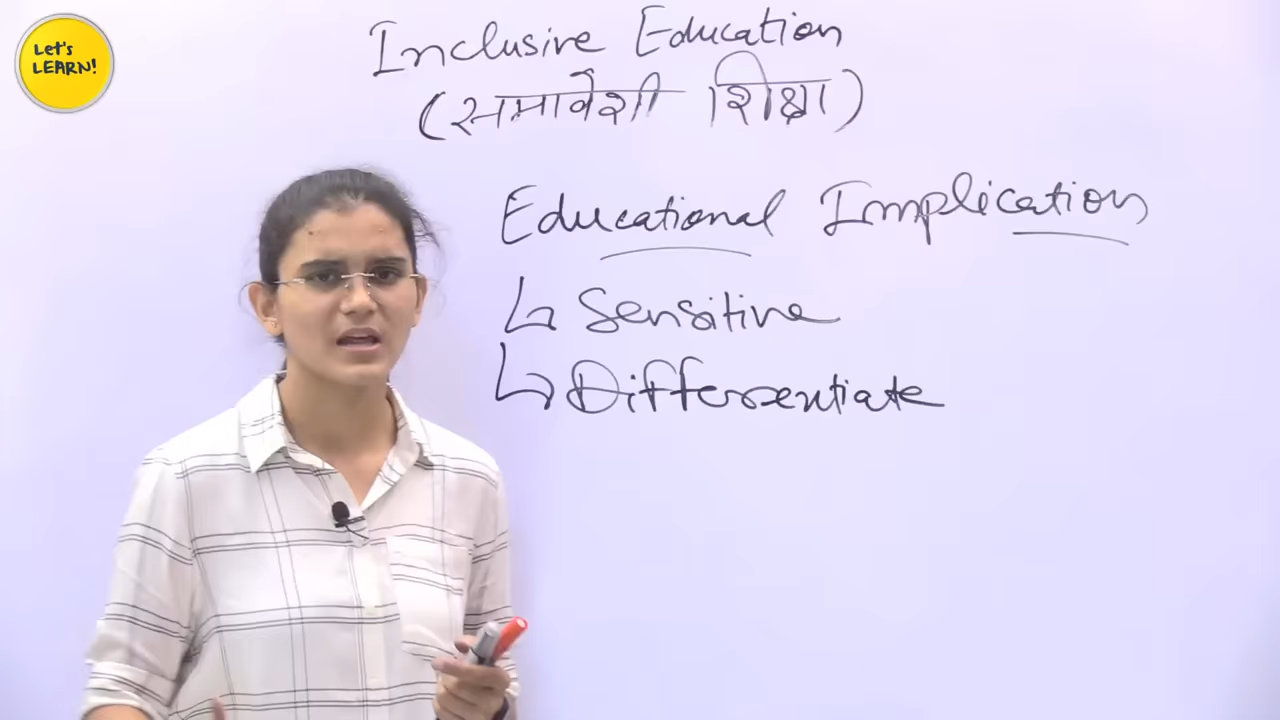 Let's
LEARN!
Inclusive Education
(समावेशी शिक्षा)
Educational Implication
↳ Sensitive
↳ Differentiate